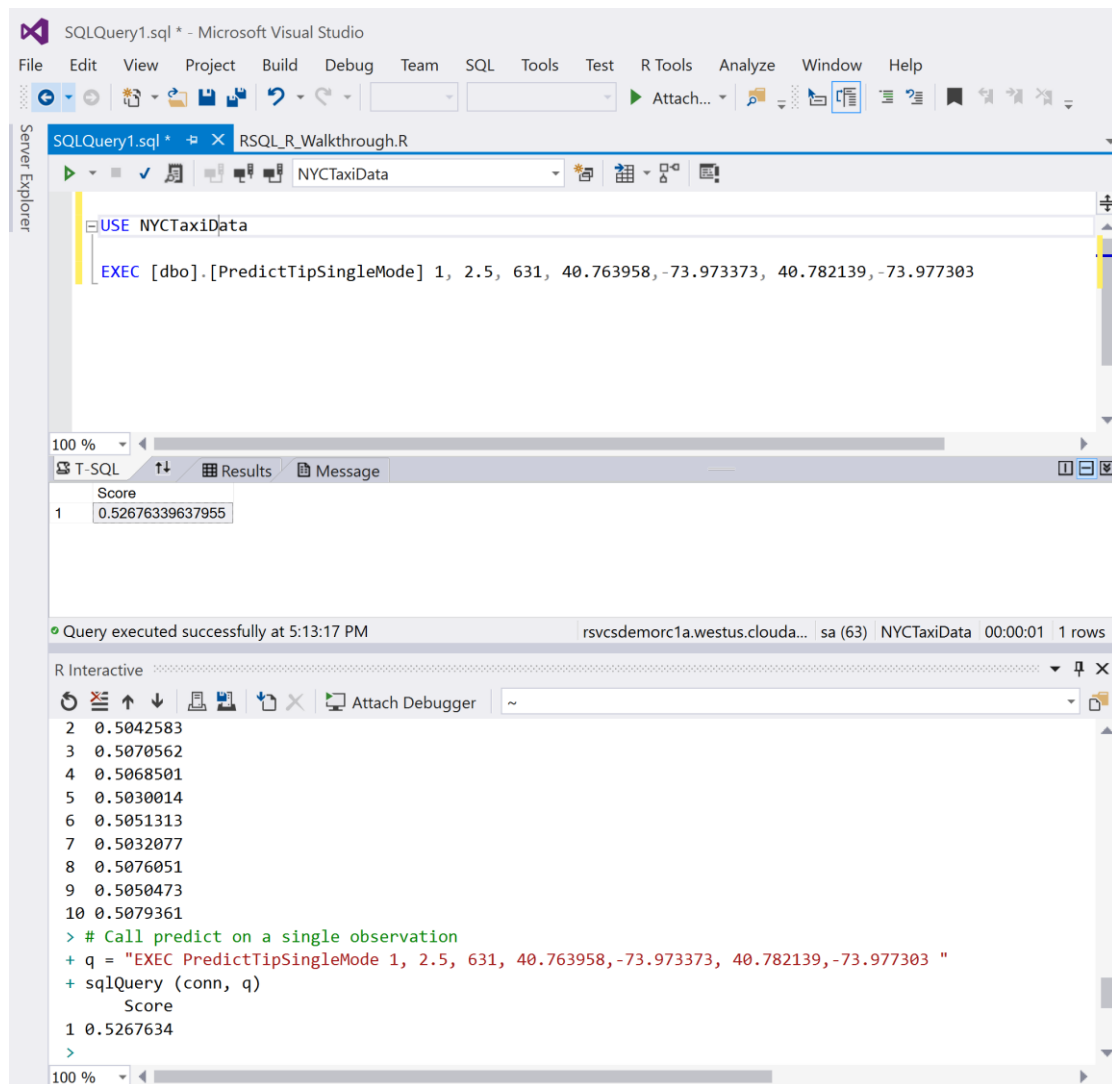 SQLQuery1.sql * - Microsoft Visual Studio
File Edit View Project Build Debug Team SQL Tools Test R Tools Analyze Window Help
Attach...
Server Explorer
SQLQuery1.sql * RSQL_R_Walkthrough.R
NYCTaxiData
USE NYCTaxiData
EXEC [dbo].[PredictTipSingleMode] 1, 2.5, 631, 40.763958,-73.973373, 40.782139,-73.977303
100 %
T-SQL Results Message
Score
1 0.52676339637955
Query executed successfully at 5:13:17 PM rsvcsdemorc1a.westus.clouda... sa (63) NYCTaxiData 00:00:01 1 rows
R Interactive
Attach Debugger ~
2 0.5042583
3 0.5070562
4 0.5068501
5 0.5030014
6 0.5051313
7 0.5032077
8 0.5076051
9 0.5050473
10 0.5079361
> # Call predict on a single observation
+ q = "EXEC PredictTipSingleMode 1, 2.5, 631, 40.763958,-73.973373, 40.782139,-73.977303 "
+ sqlQuery (conn, q)
Score
1 0.5267634
>
100 %